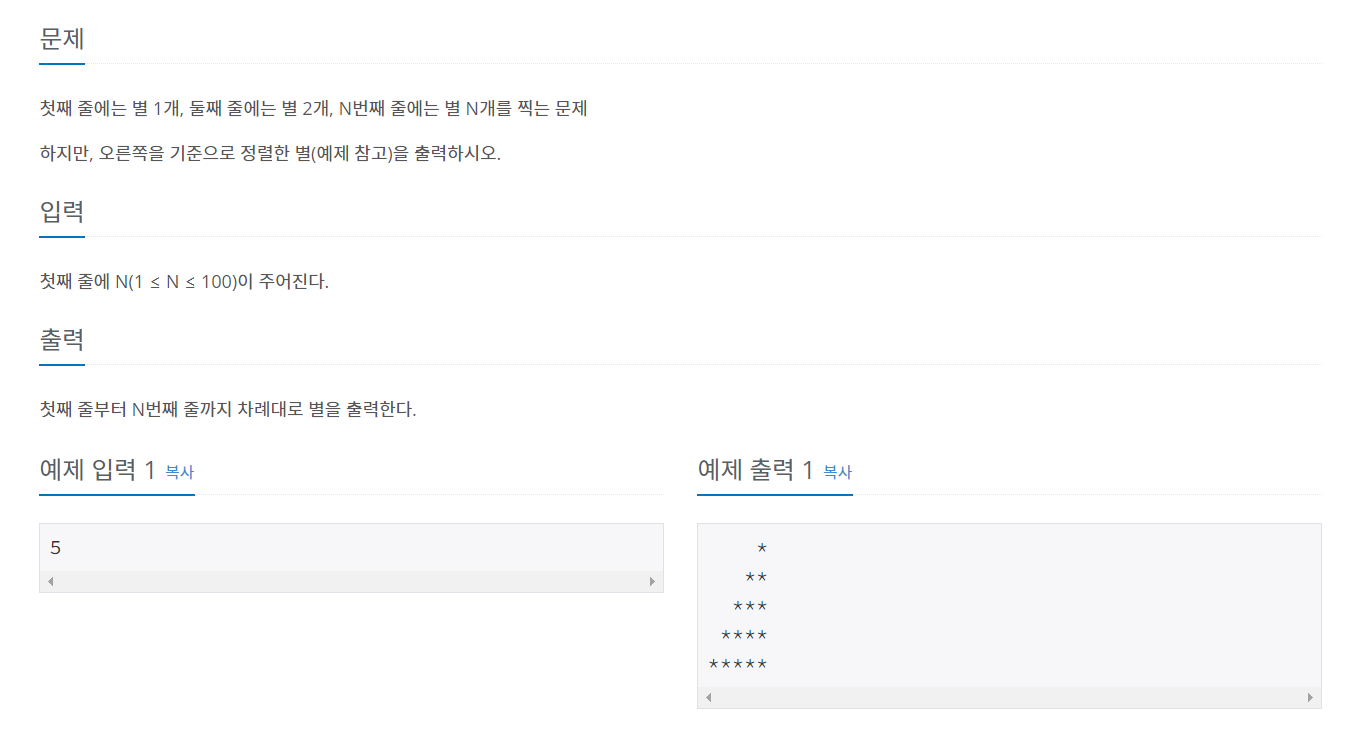 문제
첫째 줄에는 별 1개, 둘째 줄에는 별 2개, N번째 줄에는 별 N개를 찍는 문제
하지만, 오른쪽을 기준으로 정렬한 별(예제 참고)을 출력하시오.
입력
첫째 줄에 N(1 ≤ N ≤ 100)이 주어진다.
출력
첫째 줄부터 N번째 줄까지 차례대로 별을 출력한다.
예제 입력 1 복사
5
예제 출력 1 복사
    *
   **
  ***
 ****
*****